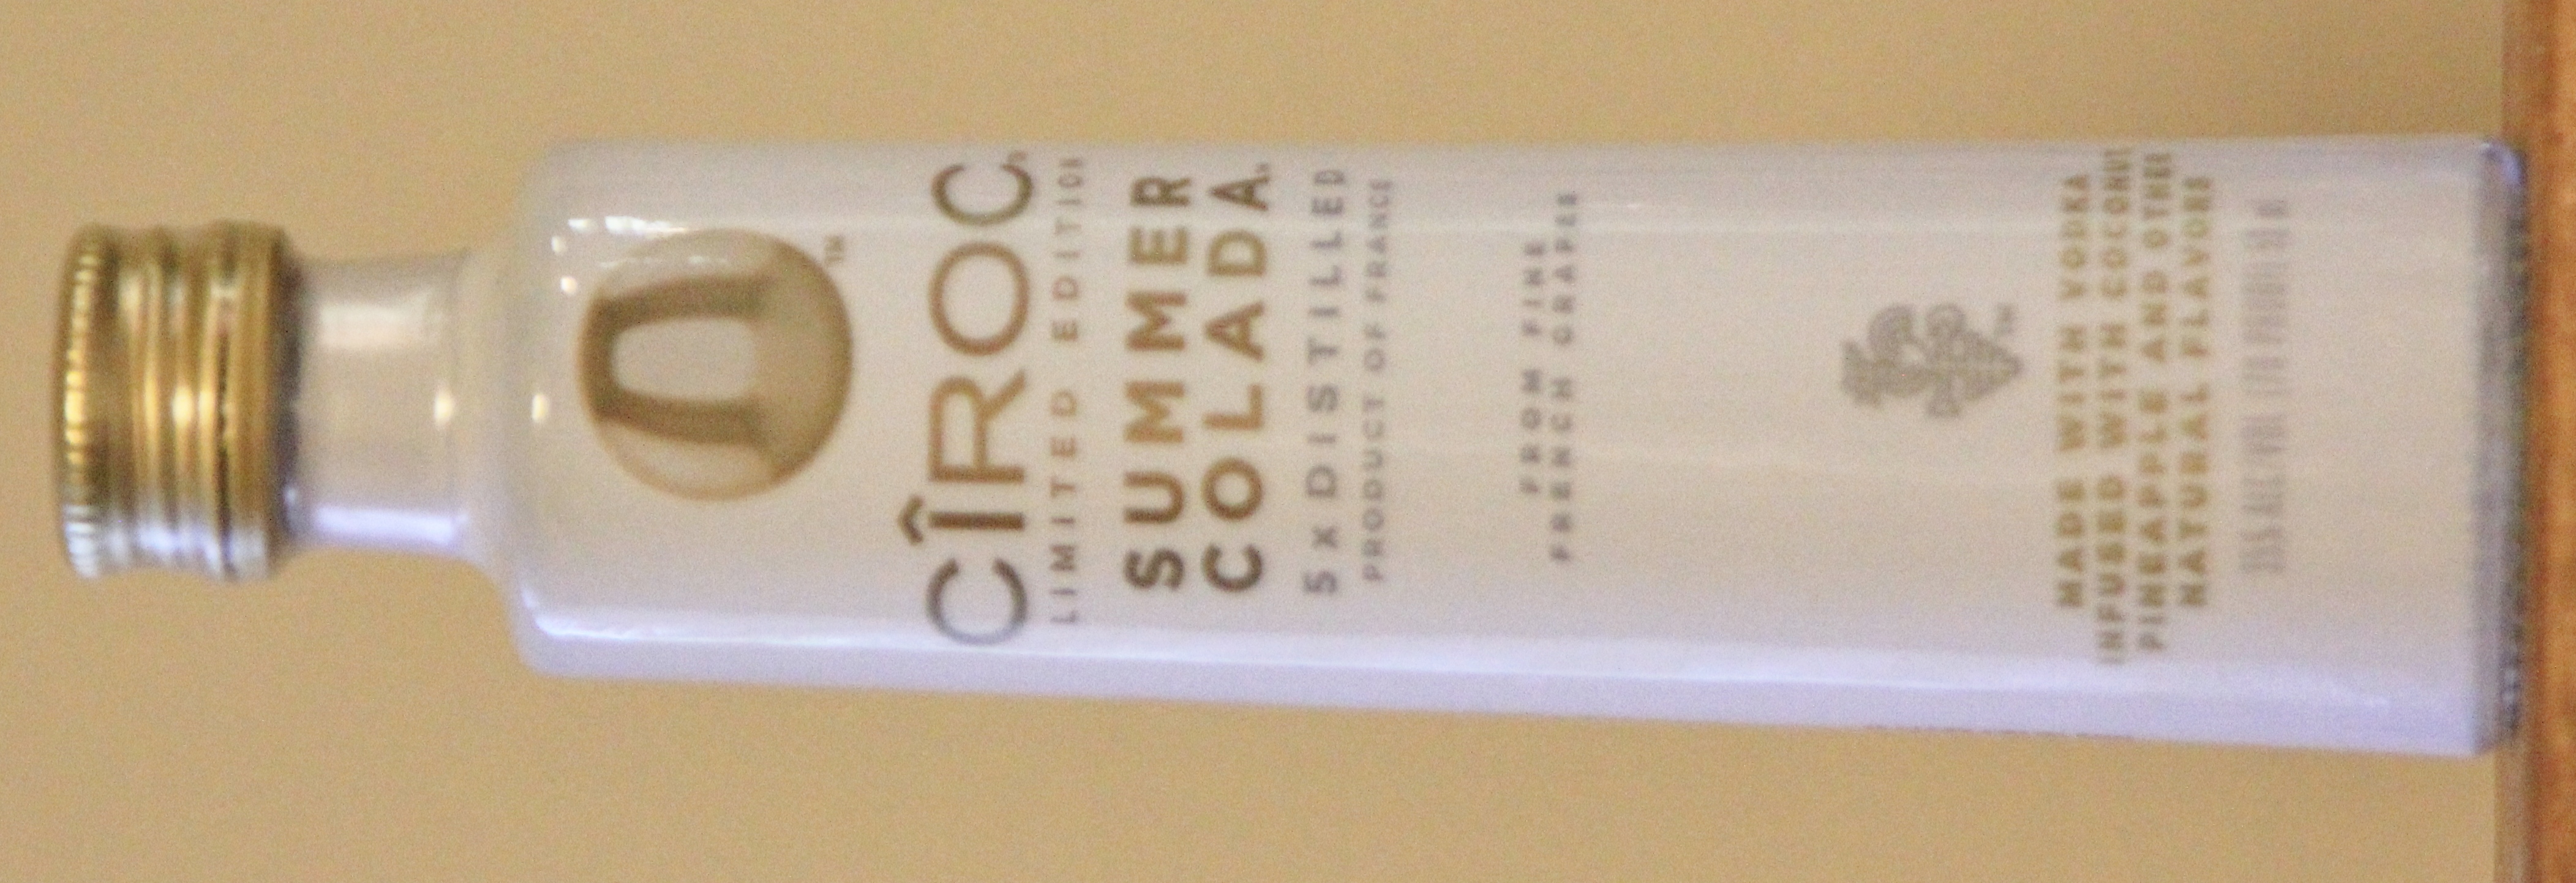 CÎROC
LIMITED EDITION
SUMMER
COLADA
5 x DISTILLED
PRODUCT OF FRANCE
FROM FINE
FRENCH GRAPES
MADE WITH VODKA
INFUSED WITH COCONUT
PINEAPPLE AND OTHER
NATURAL FLAVORS